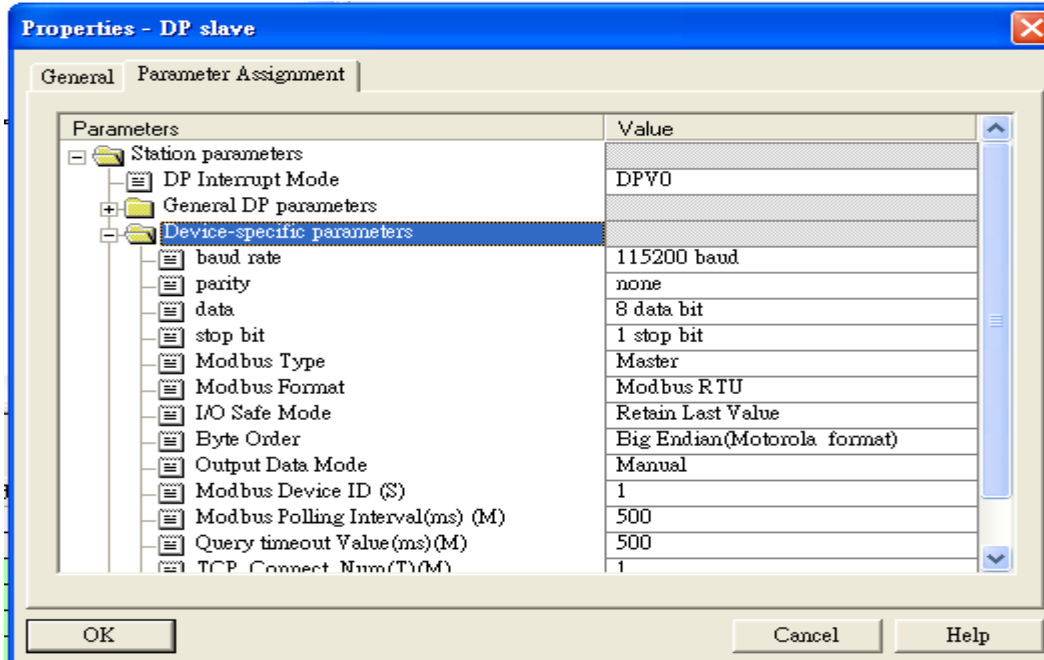 Properties - DP slave
General Parameter Assignment
Parameters Value
Station parameters
DP Interrupt Mode DPV0
General DP parameters
Device-specific parameters
baud rate 115200 baud
parity none
data 8 data bit
stop bit 1 stop bit
Modbus Type Master
Modbus Format Modbus RTU
I/O Safe Mode Retain Last Value
Byte Order Big Endian(Motorola format)
Output Data Mode Manual
Modbus Device ID (S) 1
Modbus Polling Interval(ms) (M) 500
Query timeout Value(ms)(M) 500
TCP Connect Num(T)(M) 1
OK Cancel Help